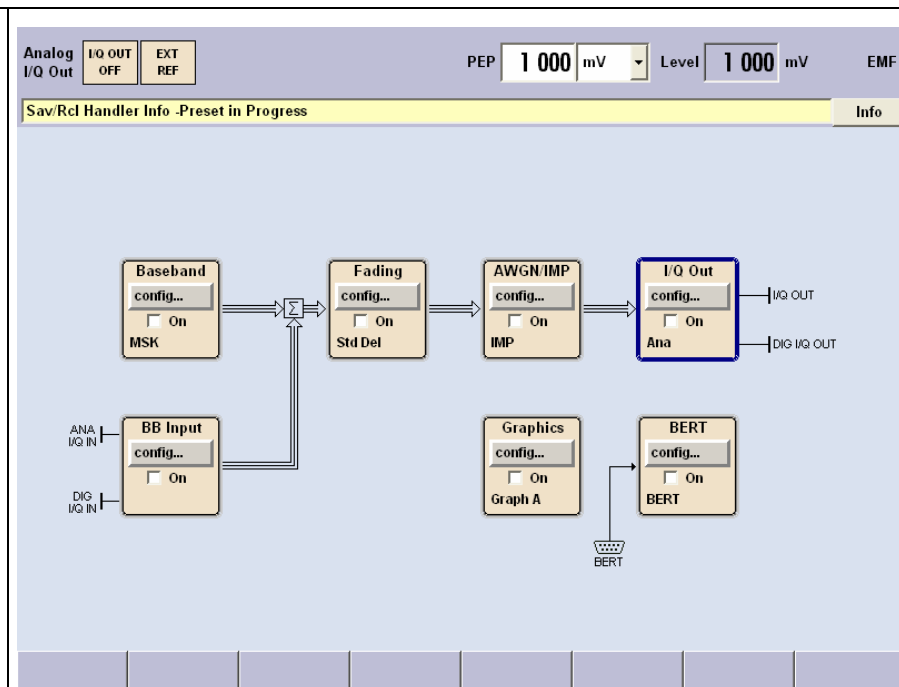 Analog I/Q Out
I/Q OUT OFF
EXT REF
PEP 1 000 mV
Level 1 000 mV
EMF
Sav/Rcl Handler Info -Preset in Progress
Info
Baseband
config...
On
MSK
Σ
Fading
config...
On
Std Del
AWGN/IMP
config...
On
IMP
I/Q Out
config...
On
Ana
I/Q OUT
DIG I/Q OUT
ANA I/Q IN
DIG I/Q IN
BB Input
config...
On
Graphics
config...
On
Graph A
BERT
config...
On
BERT
BERT